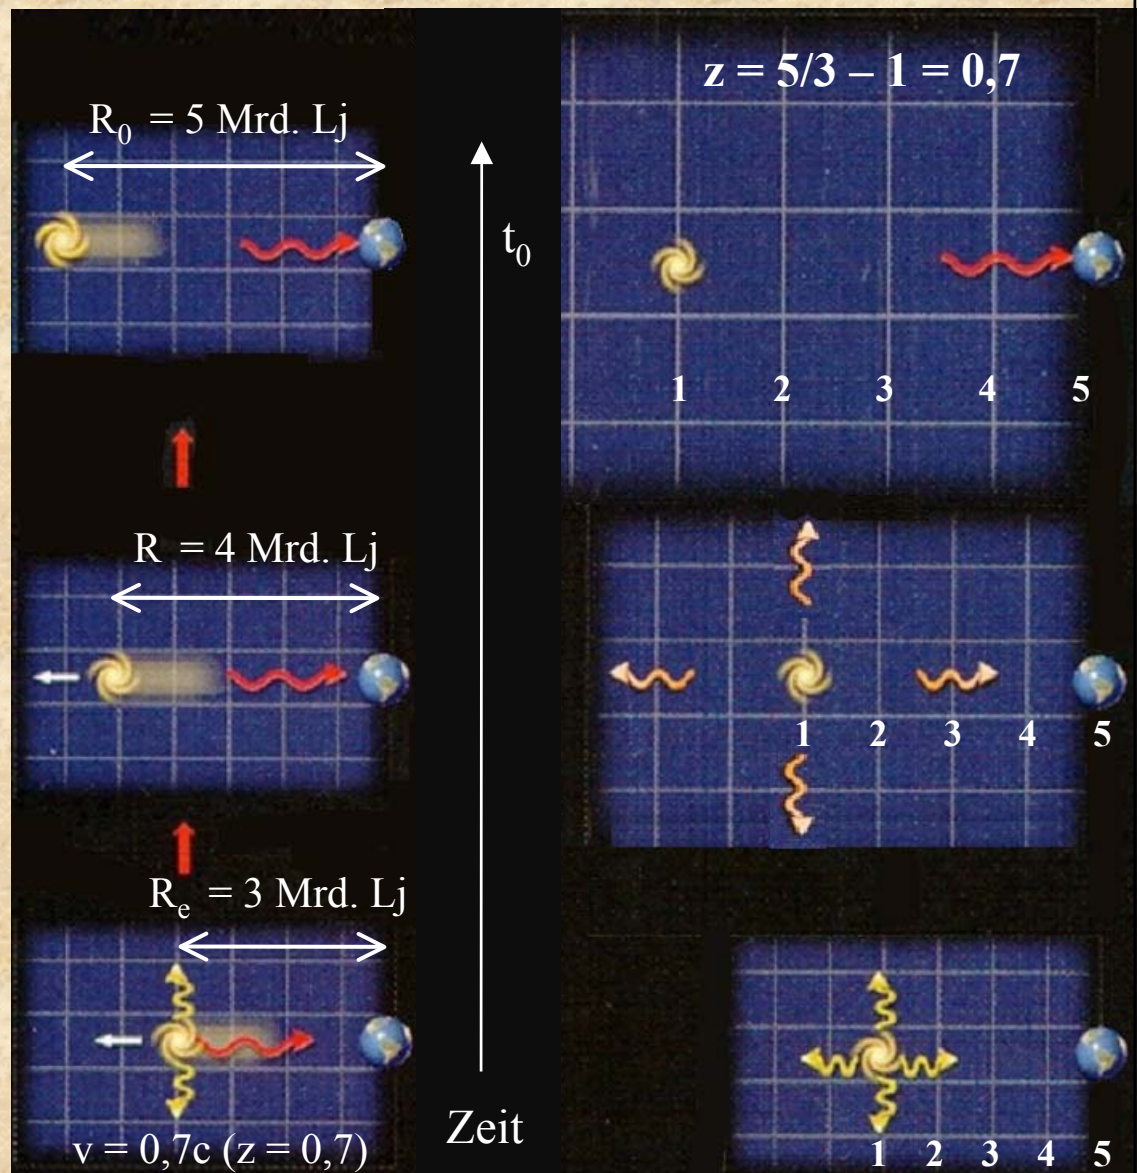 R₀ = 5 Mrd. Lj
R = 4 Mrd. Lj
Rₑ = 3 Mrd. Lj
v = 0,7c (z = 0,7)
t₀
Zeit
z = 5/3 – 1 = 0,7
1 2 3 4 5
1 2 3 4 5
1 2 3 4 5